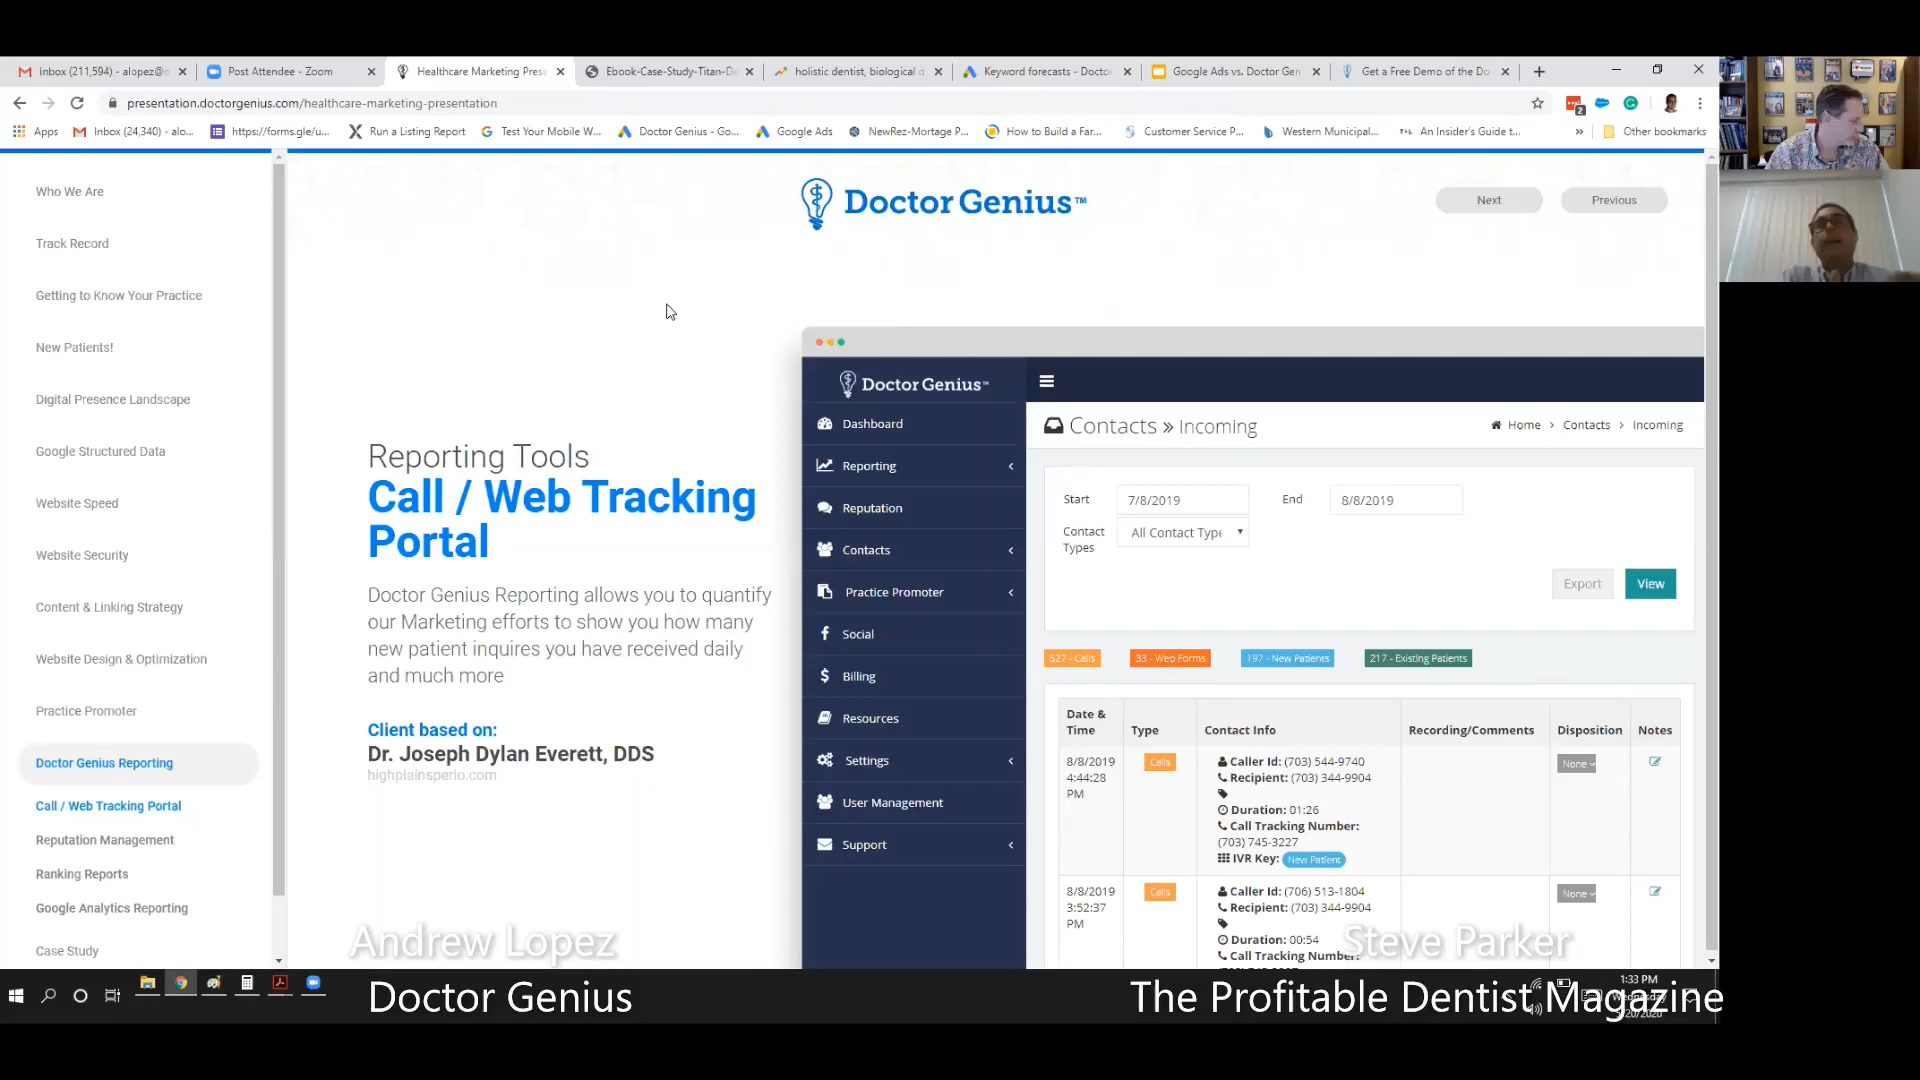 Inbox (211,594) - alopez@
Post Attendee - Zoom
Healthcare Marketing Prese
Ebook-Case-Study-Titan-De
holistic dentist, biological d
Keyword forecasts - Doctor
Google Ads vs. Doctor Gen
Get a Free Demo of the Do
presentation.doctorgenius.com/healthcare-marketing-presentation
2
Apps
Inbox (24,340) - alo...
https://forms.gle/u...
Run a Listing Report
Test Your Mobile W...
Doctor Genius - Go...
Google Ads
NewRez-Mortage P...
How to Build a Far...
Customer Service P...
Western Municipal...
An Insider's Guide t...
Other bookmarks
Who We Are
Track Record
Getting to Know Your Practice
New Patients!
Digital Presence Landscape
Google Structured Data
Website Speed
Website Security
Content & Linking Strategy
Website Design & Optimization
Practice Promoter
Doctor Genius Reporting
Call / Web Tracking Portal
Reputation Management
Ranking Reports
Google Analytics Reporting
Case Study
Doctor Genius™
Next
Previous
Reporting Tools
Call / Web Tracking
Portal
Doctor Genius Reporting allows you to quantify
our Marketing efforts to show you how many
new patient inquires you have received daily
and much more
Client based on:
Dr. Joseph Dylan Everett, DDS
highplainsperio.com
Doctor Genius™
Dashboard
Reporting
Reputation
Contacts
Practice Promoter
Social
Billing
Resources
Settings
User Management
Support
Contacts » Incoming
Home > Contacts > Incoming
Start 7/8/2019 End 8/8/2019
Contact Types All Contact Type
Export
View
527 - Calls
33 - Web Forms
197 - New Patients
217 - Existing Patients
Date & Time
Type
Contact Info
Recording/Comments
Disposition
Notes
8/8/2019 4:44:28 PM
Calls
Caller Id: (703) 544-9740
Recipient: (703) 344-9904
Duration: 01:26
Call Tracking Number:
(703) 745-3227
IVR Key: New Patient
None
8/8/2019 3:52:37 PM
Calls
Caller Id: (706) 513-1804
Recipient: (703) 344-9904
Duration: 00:54
Call Tracking Number:
None
Andrew Lopez
Doctor Genius
Steve Parker
The Profitable Dentist Magazine
1:33 PM
Wednesday